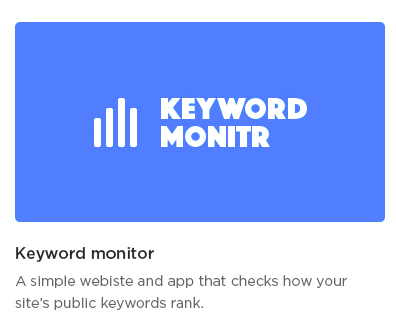 KEYWORD
MONITR
Keyword monitor
A simple webiste and app that checks how your
site’s public keywords rank.